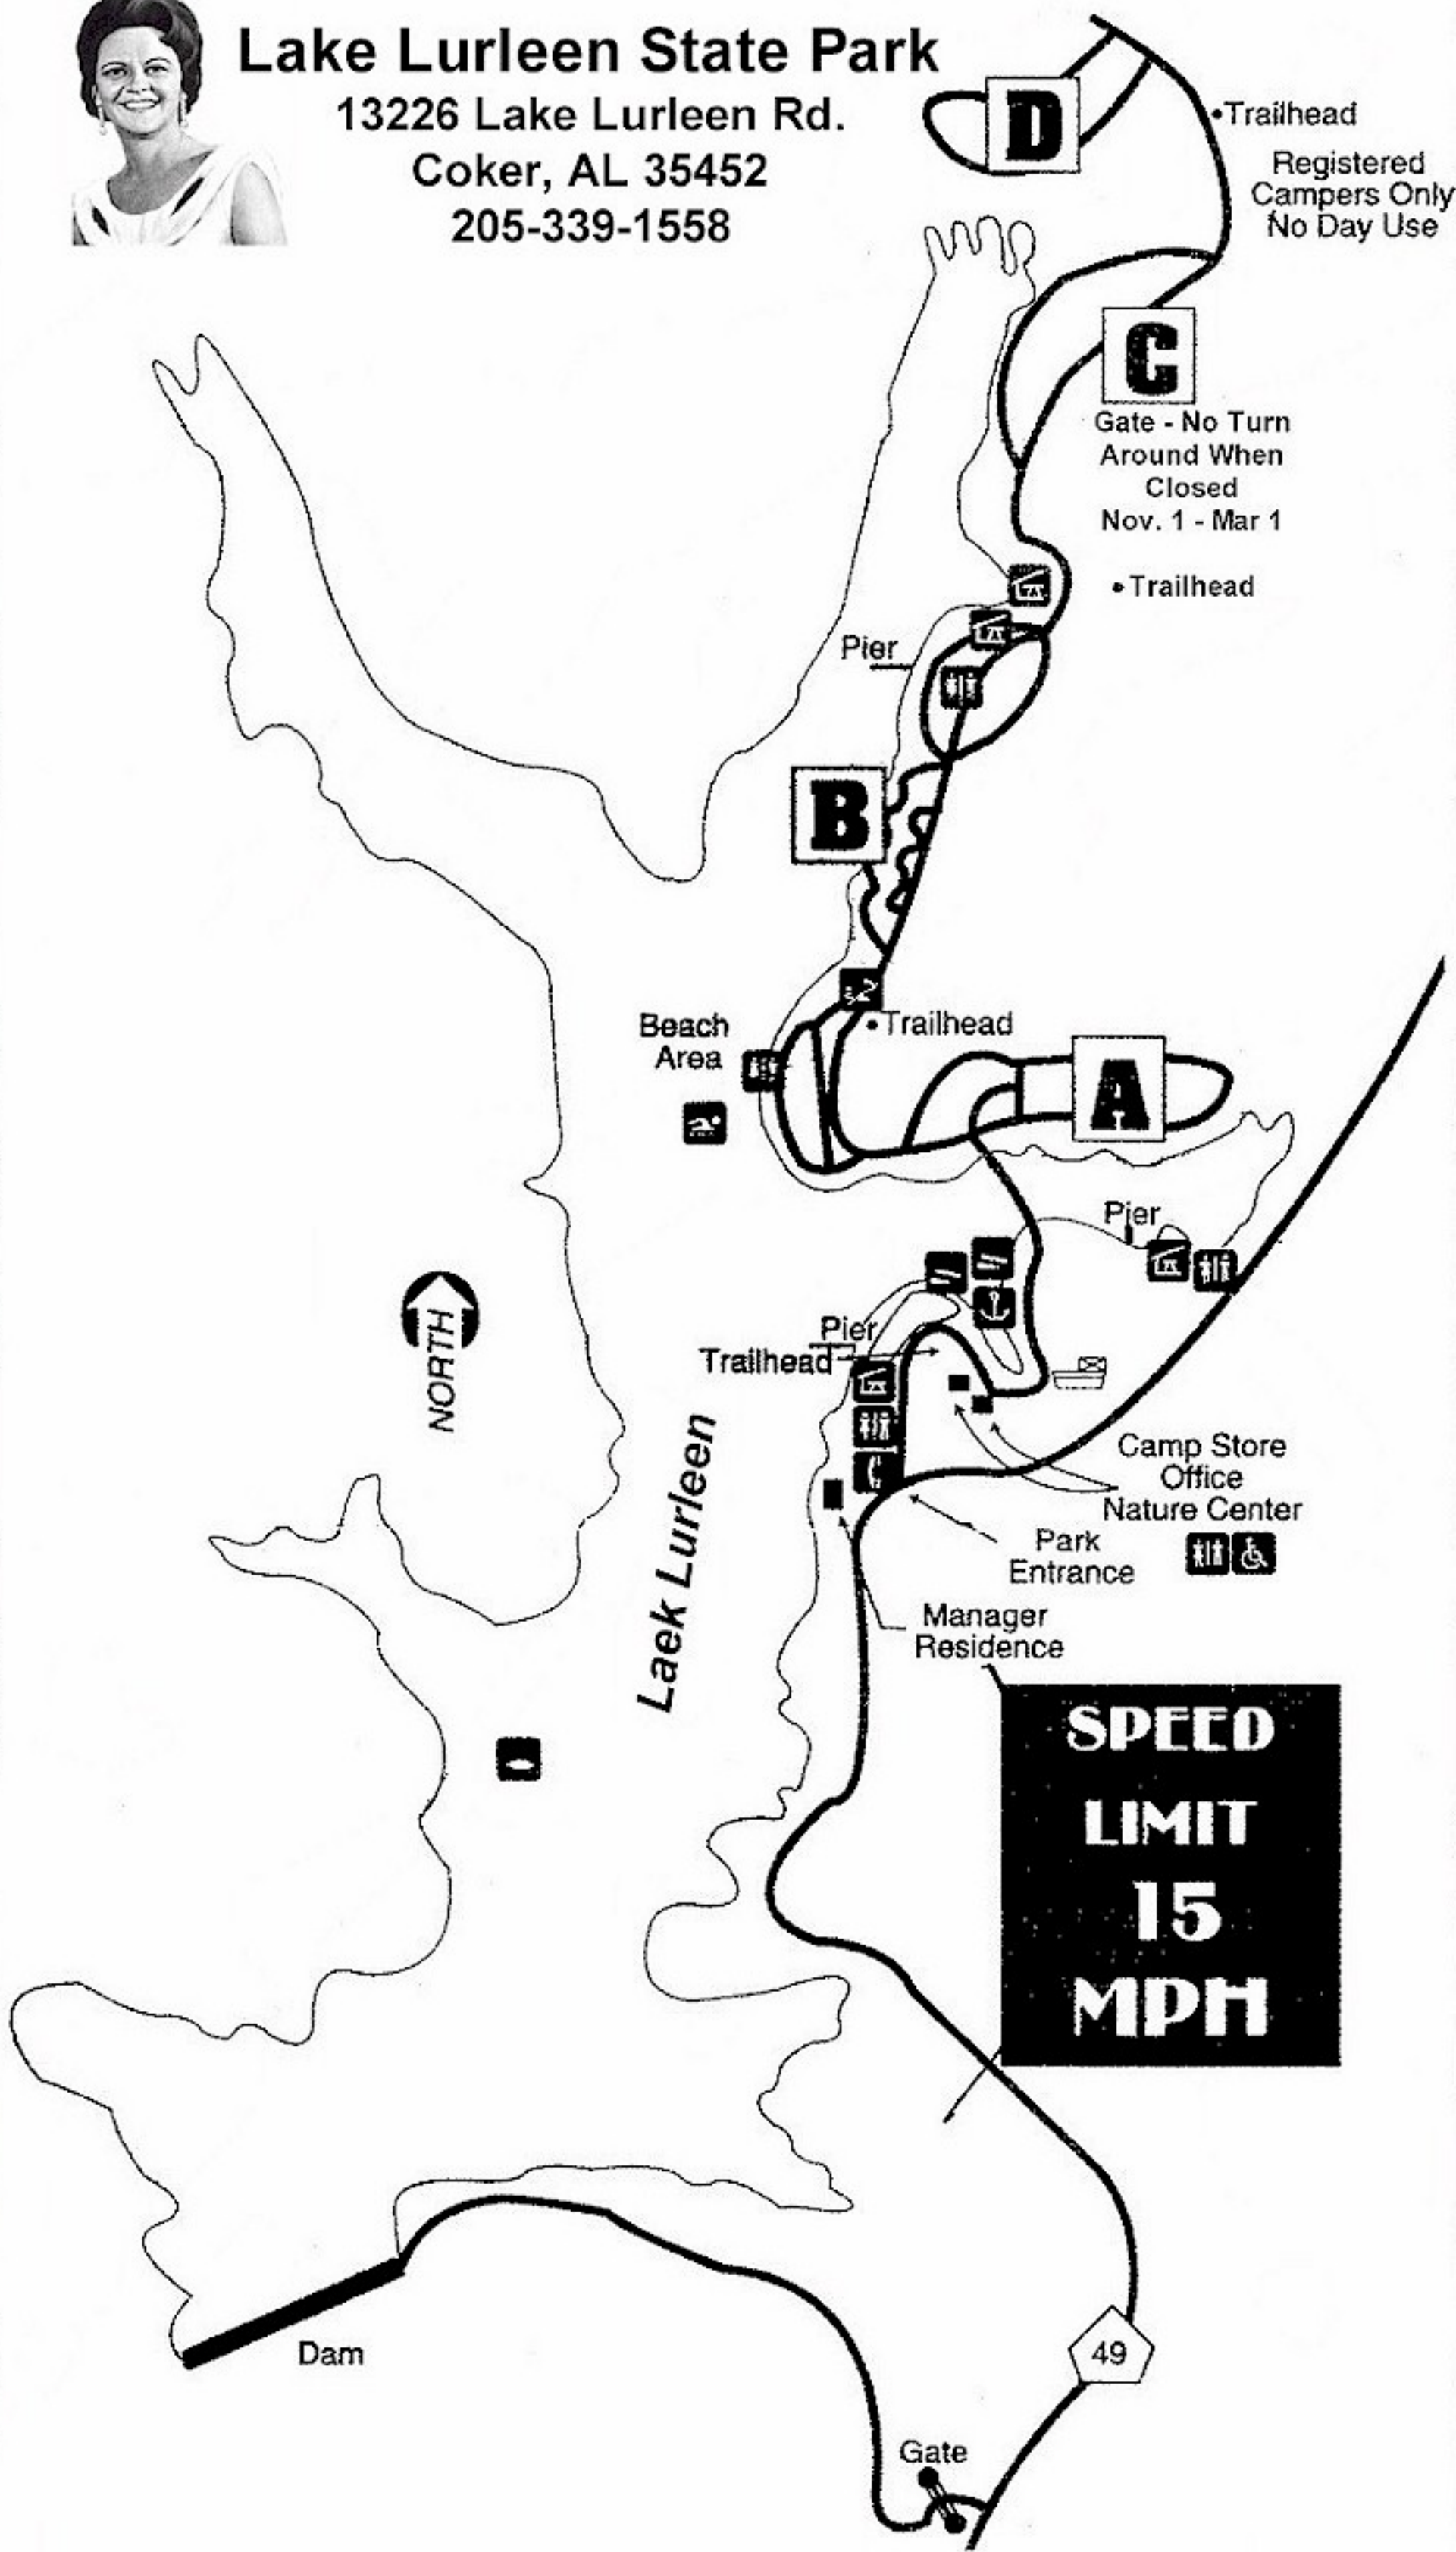 Lake Lurleen State Park
13226 Lake Lurleen Rd.
Coker, AL 35452
205-339-1558
D
Trailhead
Registered
Campers Only
No Day Use
C
Gate - No Turn
Around When
Closed
Nov. 1 - Mar 1
Trailhead
Pier
B
Beach
Area
Trailhead
A
Pier
NORTH
Pier
Trailhead
Laek Lurleen
Camp Store
Office
Nature Center
Park
Entrance
Manager
Residence
SPEED
LIMIT
15
MPH
Dam
49
Gate